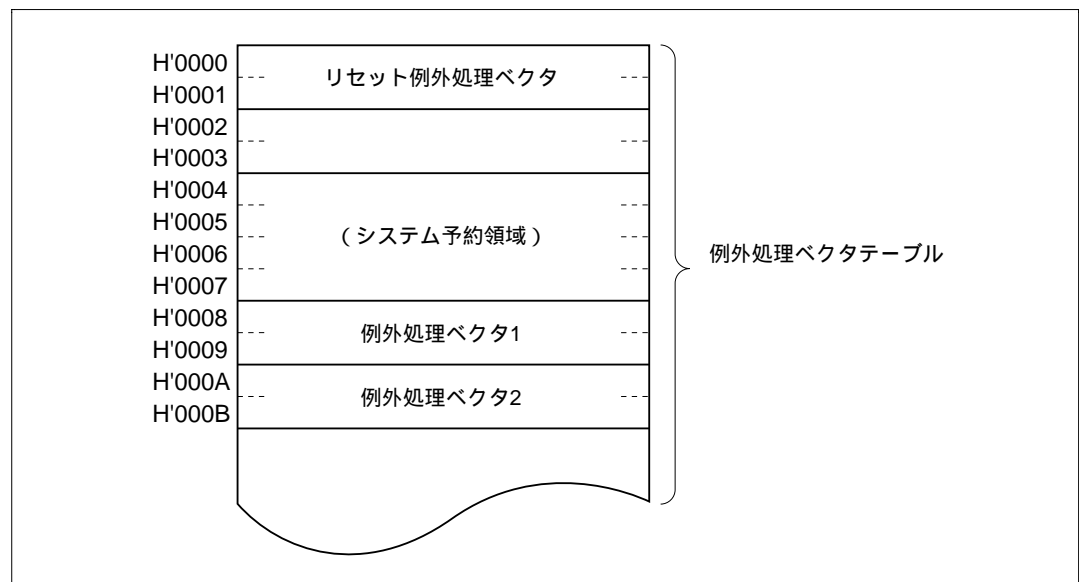 H'0000
リセット例外処理ベクタ
H'0001
H'0002
H'0003
H'0004
H'0005
(システム予約領域)
H'0006
例外処理ベクタテーブル
H'0007
H'0008
例外処理ベクタ1
H'0009
H'000A
例外処理ベクタ2
H'000B